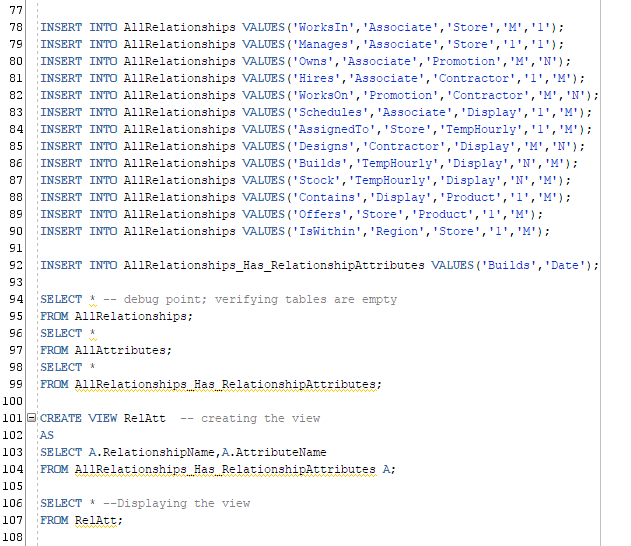 77
78 INSERT INTO AllRelationships VALUES('WorksIn','Associate','Store','M','1');
79 INSERT INTO AllRelationships VALUES('Manages','Associate','Store','1','1');
80 INSERT INTO AllRelationships VALUES('Owns','Associate','Promotion','M','N');
81 INSERT INTO AllRelationships VALUES('Hires','Associate','Contractor','1','M');
82 INSERT INTO AllRelationships VALUES('WorksOn','Promotion','Contractor','M','N');
83 INSERT INTO AllRelationships VALUES('Schedules','Associate','Display','1','M');
84 INSERT INTO AllRelationships VALUES('AssignedTo','Store','TempHourly','1','M');
85 INSERT INTO AllRelationships VALUES('Designs','Contractor','Display','M','N');
86 INSERT INTO AllRelationships VALUES('Builds','TempHourly','Display','N','M');
87 INSERT INTO AllRelationships VALUES('Stock','TempHourly','Display','N','M');
88 INSERT INTO AllRelationships VALUES('Contains','Display','Product','1','M');
89 INSERT INTO AllRelationships VALUES('Offers','Store','Product','1','M');
90 INSERT INTO AllRelationships VALUES('IsWithin','Region','Store','1','M');
91
92 INSERT INTO AllRelationships_Has_RelationshipAttributes VALUES('Builds','Date');
93
94 SELECT * -- debug point; verifying tables are empty
95 FROM AllRelationships;
96 SELECT *
97 FROM AllAttributes;
98 SELECT *
99 FROM AllRelationships_Has_RelationshipAttributes;
100
101 CREATE VIEW RelAtt -- creating the view
102 AS
103 SELECT A.RelationshipName,A.AttributeName
104 FROM AllRelationships_Has_RelationshipAttributes A;
105
106 SELECT * --Displaying the view
107 FROM RelAtt;
108